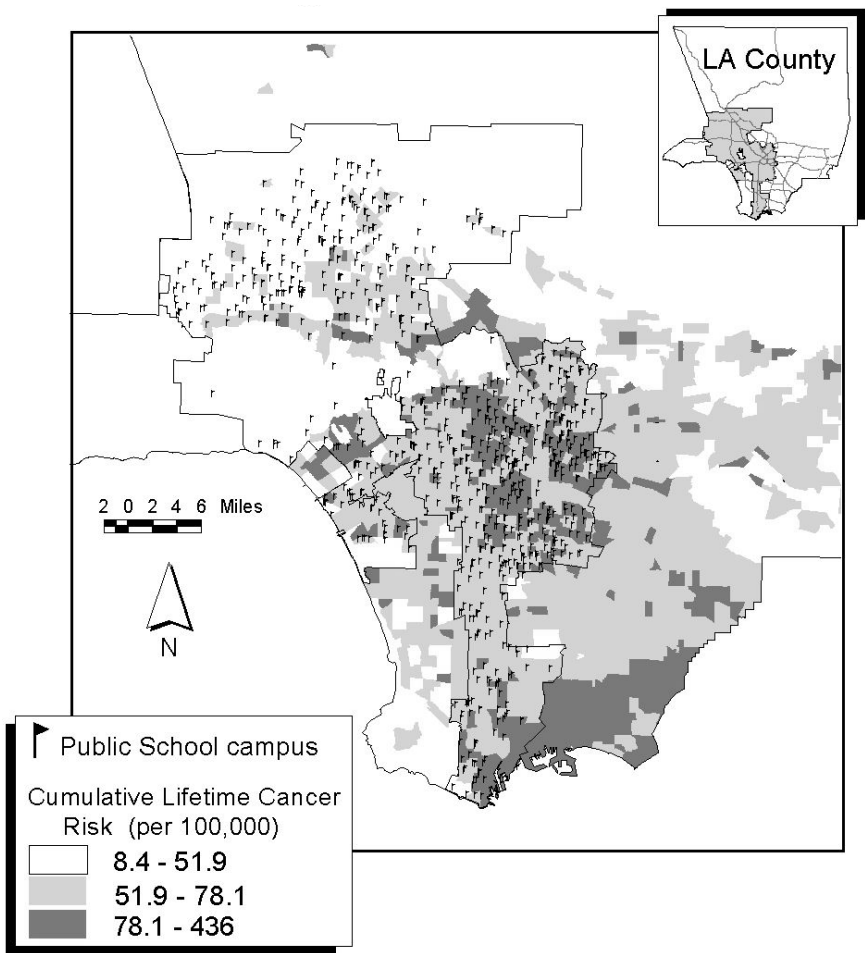 LA County
2 0 2 4 6 Miles
N
Public School campus
Cumulative Lifetime Cancer
Risk (per 100,000)
8.4 - 51.9
51.9 - 78.1
78.1 - 436